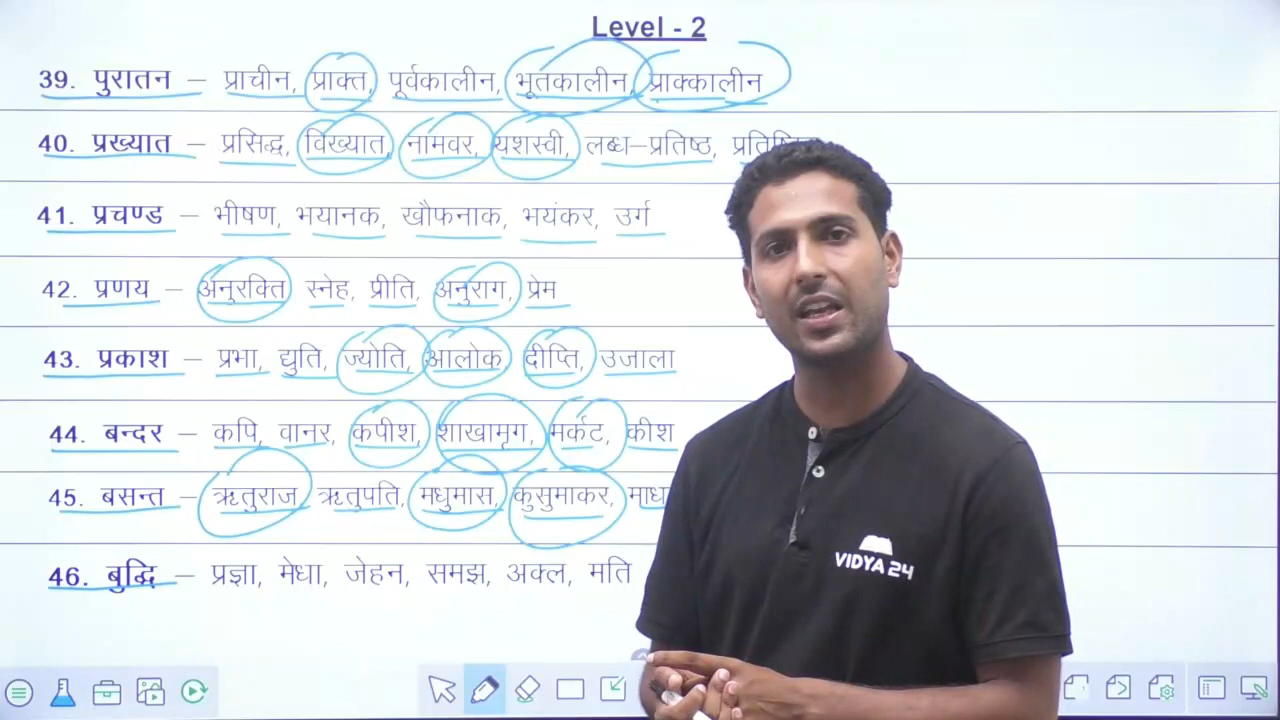 Level - 2
39. पुरातन – प्राचीन, प्राक्त, पूर्वकालीन, भूतकालीन, प्राक्कालीन
40. प्रख्यात – प्रसिद्ध, विख्यात, नामवर, यशस्वी, लब्ध–प्रतिष्ठ,
41. प्रचण्ड – भीषण, भयानक, खौफनाक, भयंकर, उर्ग
42. प्रणय – अनुरक्ति स्नेह, प्रीति, अनुराग, प्रेम
43. प्रकाश – प्रभा, द्युति, ज्योति, आलोक दीप्ति, उजाला
44. बन्दर – कपि, वानर, कपीश, शाखामृग, मर्कट, कीश
45. बसन्त – ऋतुराज ऋतुपति, मधुमास, कुसुमाकर,
46. बुद्धि – प्रज्ञा, मेधा, जेहन, समझ, अक्ल, मति
VIDYA 24